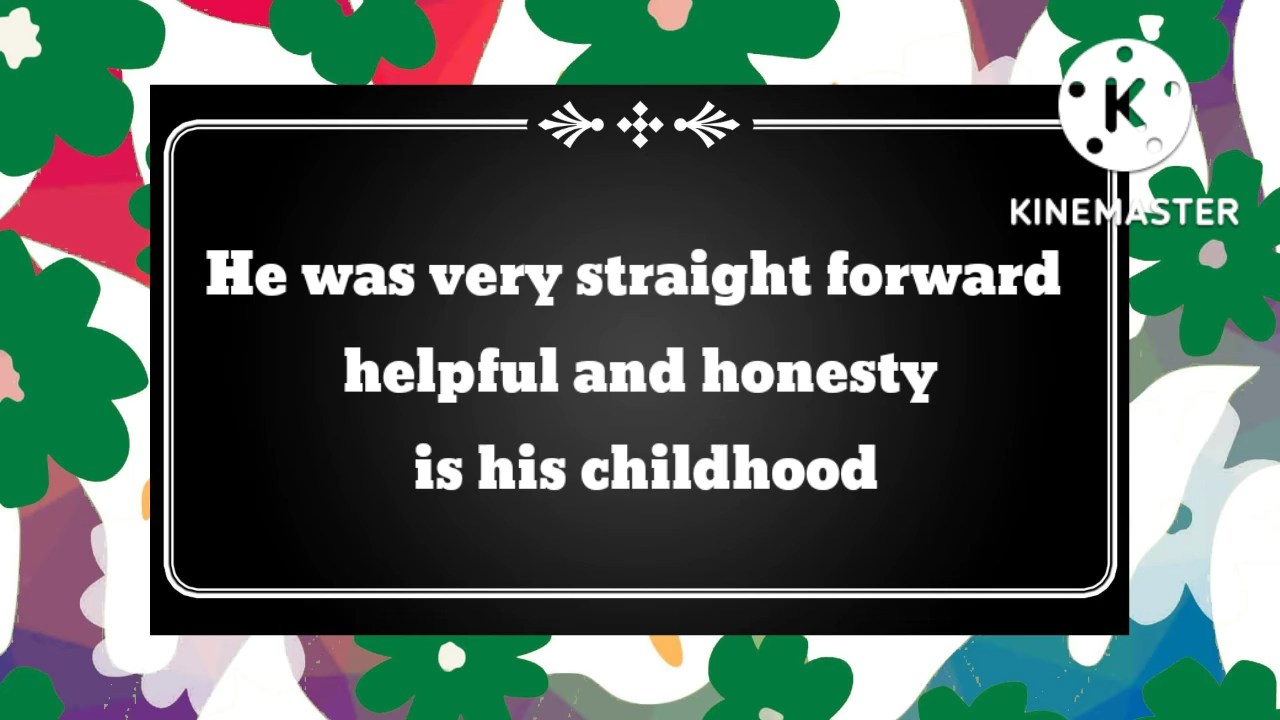 K
KINEMASTER
He was very straight forward
helpful and honesty
is his childhood